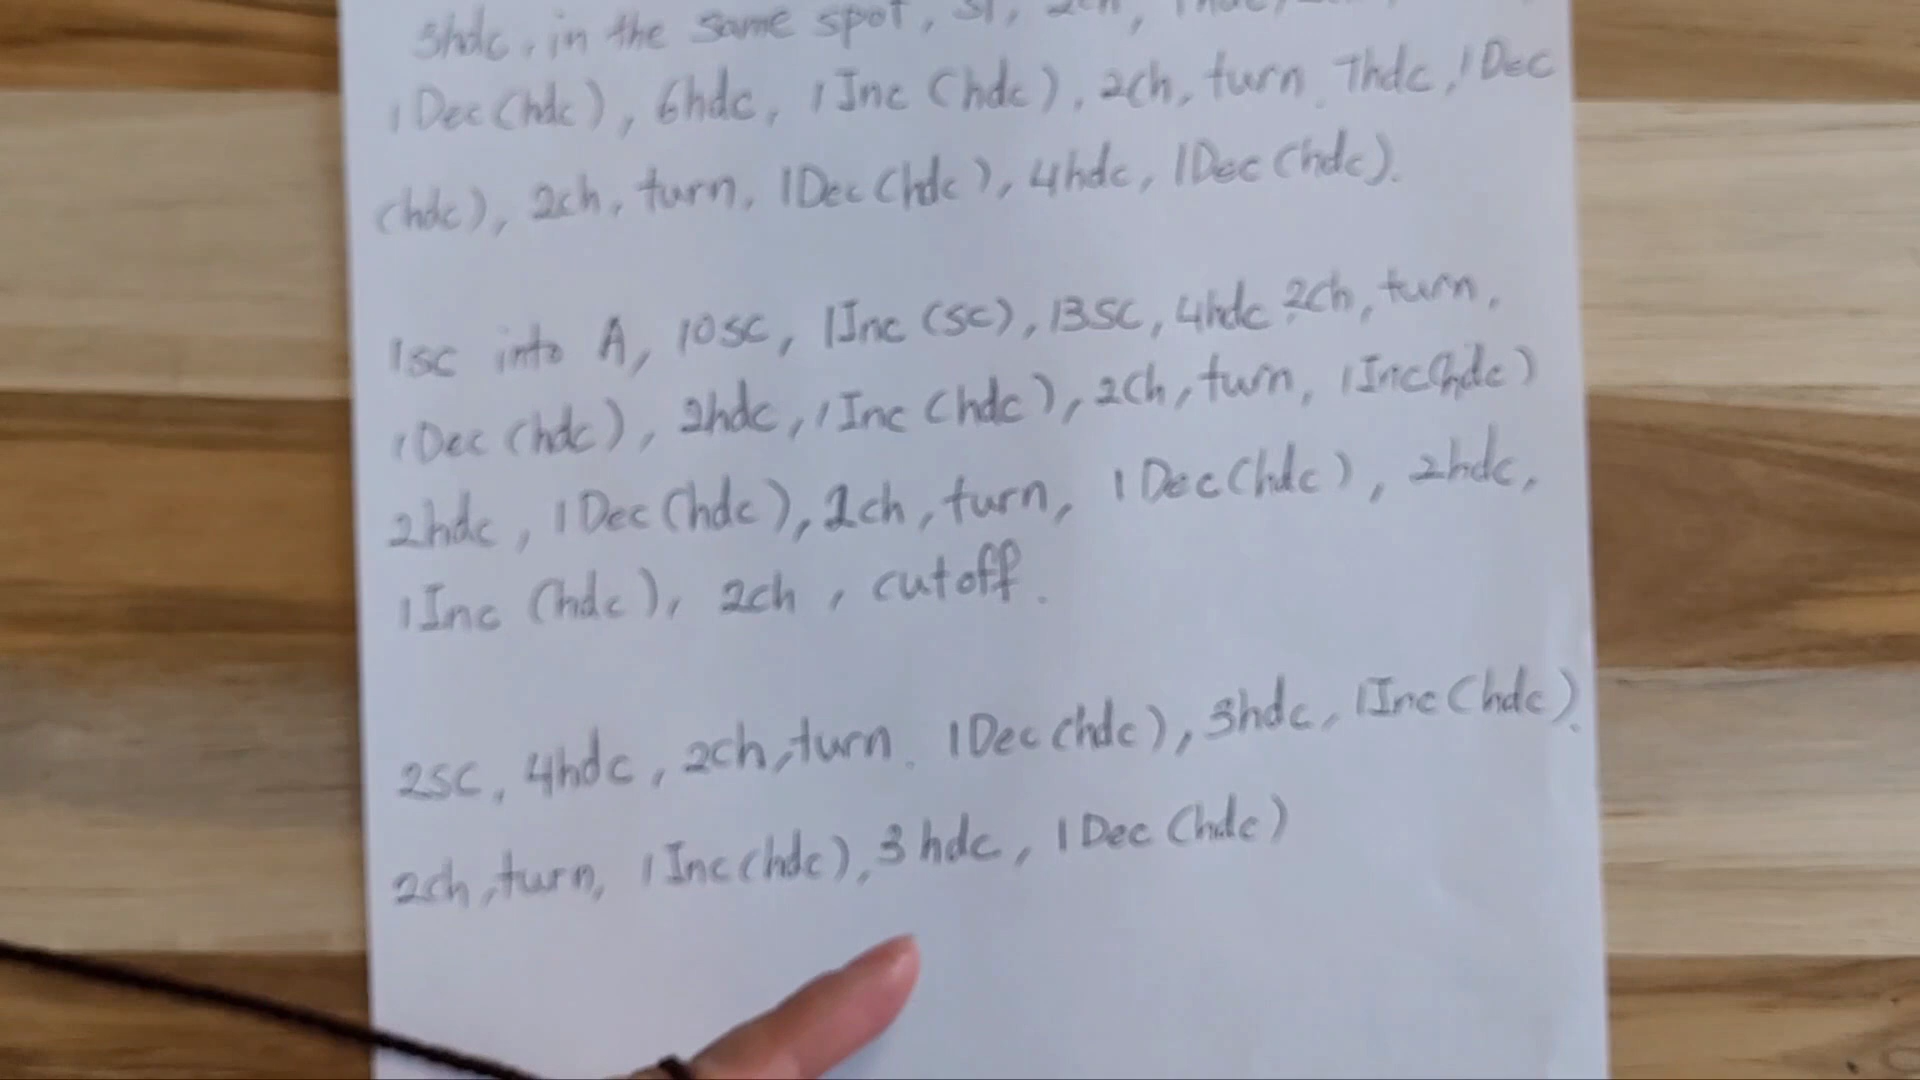 3hdc, in the same spot, sl, 2ch,
1Dec (hdc), 6hdc, 1Inc (hdc), 2ch, turn, 7hdc, 1Dec
(hdc), 2ch, turn, 1Dec (hdc), 4hdc, 1Dec (hdc).
1sc into A, 10sc, 1Inc (sc), 13sc, 4hdc, 2ch, turn,
1Dec (hdc), 2hdc, 1Inc (hdc), 2ch, turn, 1Inc(hdc)
2hdc, 1Dec (hdc), 2ch, turn, 1Dec(hdc), 2hdc,
1Inc (hdc), 2ch, cutoff.
2sc, 4hdc, 2ch, turn. 1Dec (hdc), 3hdc, 1Inc (hdc).
2ch, turn, 1Inc (hdc), 3hdc, 1Dec (hdc)